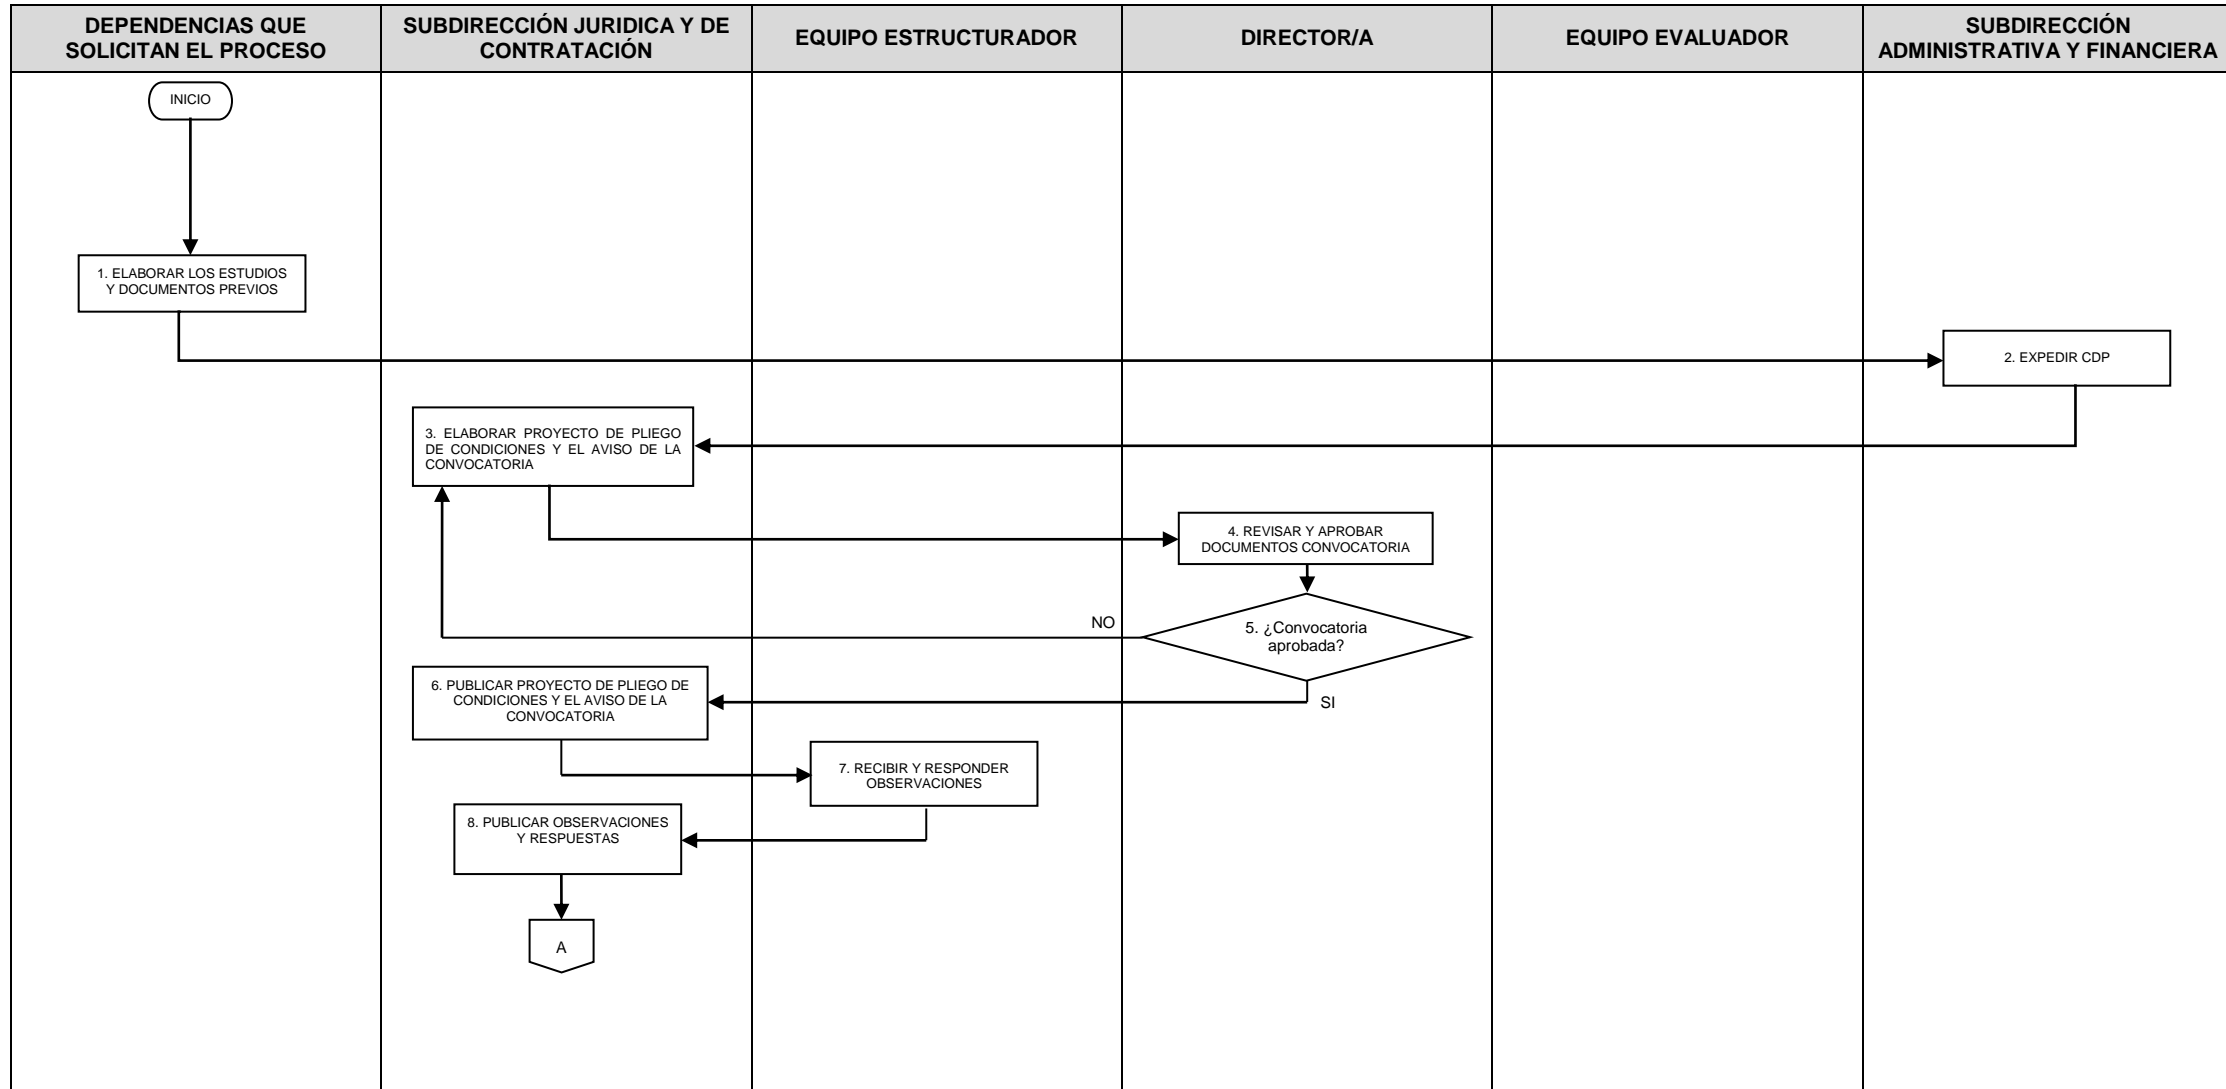 DEPENDENCIAS QUE
SOLICITAN EL PROCESO
SUBDIRECCIÓN JURIDICA Y DE
CONTRATACIÓN
EQUIPO ESTRUCTURADOR
DIRECTOR/A
EQUIPO EVALUADOR
SUBDIRECCIÓN
ADMINISTRATIVA Y FINANCIERA
INICIO
1. ELABORAR LOS ESTUDIOS
Y DOCUMENTOS PREVIOS
2. EXPEDIR CDP
3. ELABORAR PROYECTO DE PLIEGO
DE CONDICIONES Y EL AVISO DE LA
CONVOCATORIA
4. REVISAR Y APROBAR
DOCUMENTOS CONVOCATORIA
NO
5. ¿Convocatoria
aprobada?
SI
6. PUBLICAR PROYECTO DE PLIEGO DE
CONDICIONES Y EL AVISO DE LA
CONVOCATORIA
7. RECIBIR Y RESPONDER
OBSERVACIONES
8. PUBLICAR OBSERVACIONES
Y RESPUESTAS
A